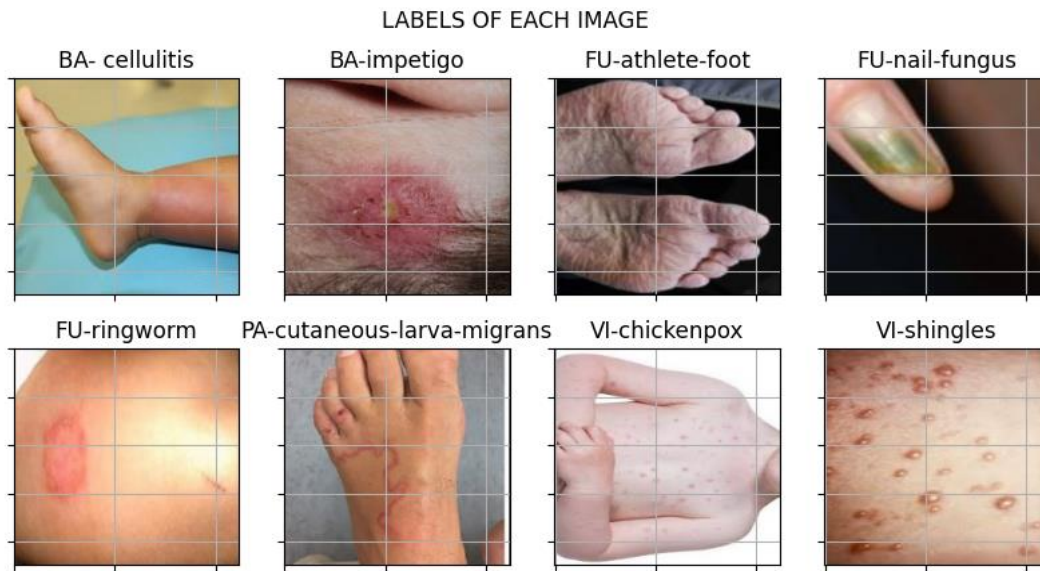 LABELS OF EACH IMAGE
BA- cellulitis
BA-impetigo
FU-athlete-foot
FU-nail-fungus
FU-ringworm
PA-cutaneous-larva-migrans
VI-chickenpox
VI-shingles